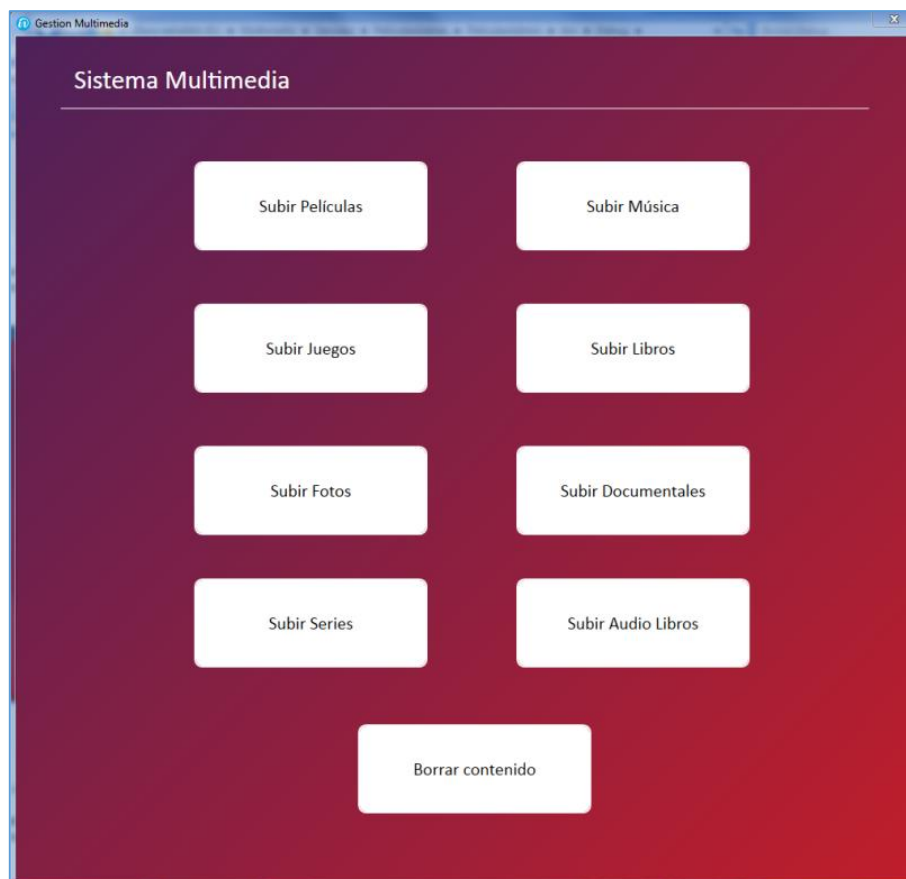 Gestion Multimedia
Sistema Multimedia
Subir Películas
Subir Música
Subir Juegos
Subir Libros
Subir Fotos
Subir Documentales
Subir Series
Subir Audio Libros
Borrar contenido